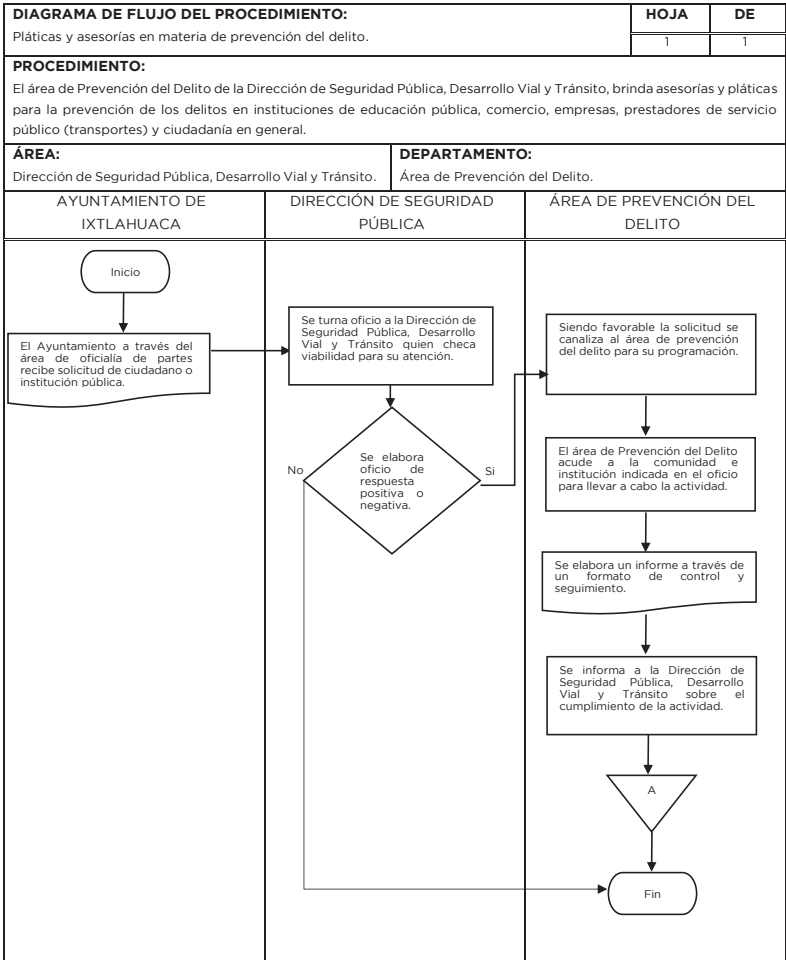 DIAGRAMA DE FLUJO DEL PROCEDIMIENTO:
Pláticas y asesorías en materia de prevención del delito.
HOJA
DE
1
1
PROCEDIMIENTO:
El área de Prevención del Delito de la Dirección de Seguridad Pública, Desarrollo Vial y Tránsito, brinda asesorías y pláticas
para la prevención de los delitos en instituciones de educación pública, comercio, empresas, prestadores de servicio
público (transportes) y ciudadanía en general.
ÁREA:
Dirección de Seguridad Pública, Desarrollo Vial y Tránsito.
DEPARTAMENTO:
Área de Prevención del Delito.
AYUNTAMIENTO DE
IXTLAHUACA
DIRECCIÓN DE SEGURIDAD
PÚBLICA
ÁREA DE PREVENCIÓN DEL
DELITO
Inicio
El Ayuntamiento a través del
área de oficialía de partes
recibe solicitud de ciudadano o
institución pública.
Se turna oficio a la Dirección de
Seguridad Pública, Desarrollo
Vial y Tránsito quien checa
viabilidad para su atención.
Se elabora
oficio de
respuesta
positiva o
negativa.
No
Si
Siendo favorable la solicitud se
canaliza al área de prevención
del delito para su programación.
El área de Prevención del Delito
acude a la comunidad e
institución indicada en el oficio
para llevar a cabo la actividad.
Se elabora un informe a través de
un formato de control y
seguimiento.
Se informa a la Dirección de
Seguridad Pública, Desarrollo
Vial y Tránsito sobre el
cumplimiento de la actividad.
A
Fin